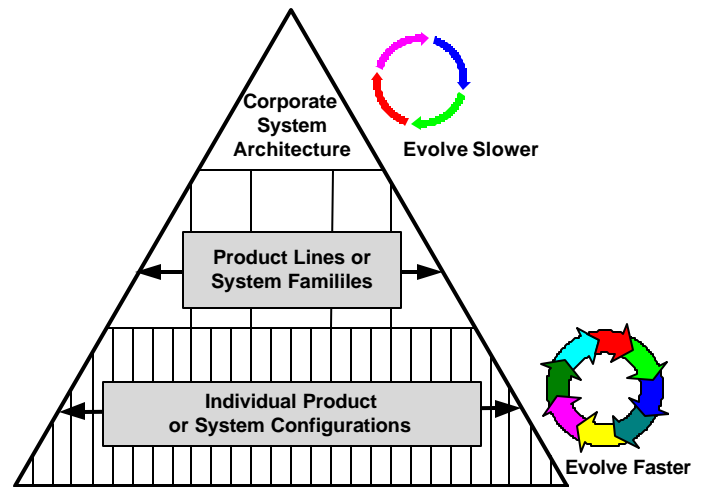 Corporate
System
Architecture
Evolve Slower
Product Lines or
System Famililes
Individual Product
or System Configurations
Evolve Faster